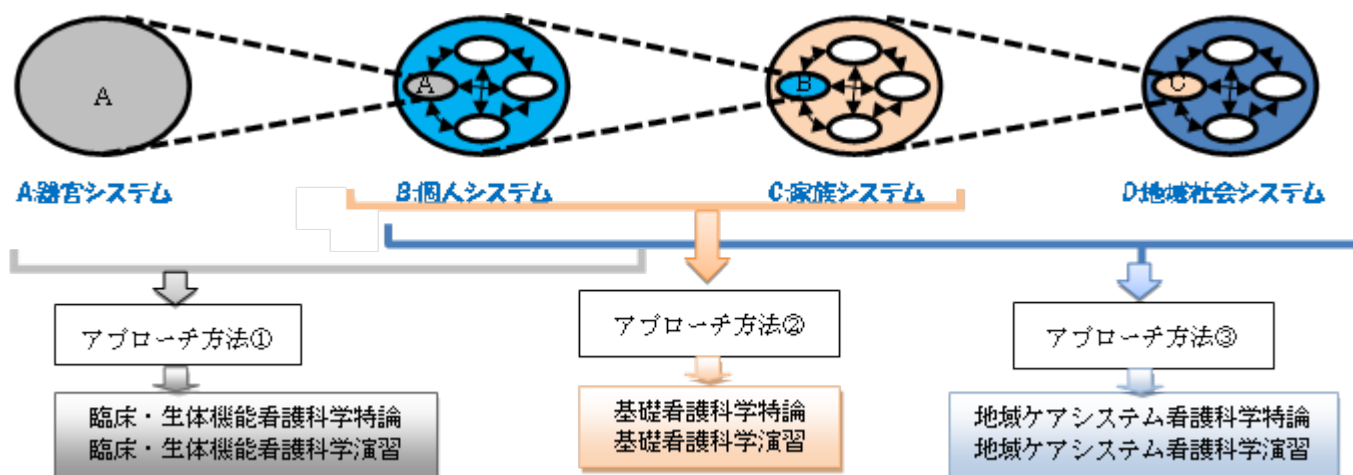 A
A
B
C
A:器官システム
B:個人システム
C:家族システム
D:地域社会システム
アプローチ方法①
アプローチ方法②
アプローチ方法③
臨床・生体機能看護科学特論
臨床・生体機能看護科学演習
基礎看護科学特論
基礎看護科学演習
地域ケアシステム看護科学特論
地域ケアシステム看護科学演習